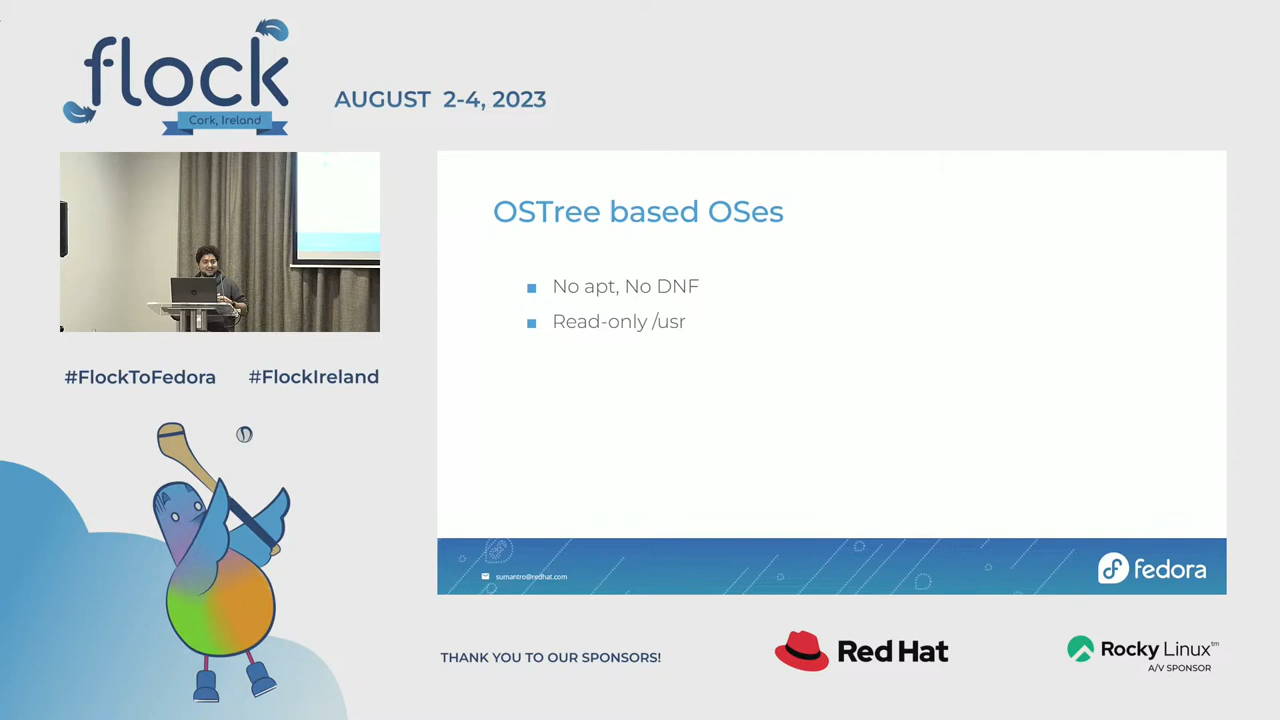 flock
Cork, Ireland
AUGUST 2-4, 2023
OSTree based OSes
No apt, No DNF
Read-only /usr
#FlockToFedora #FlockIreland
sumantro@redhat.com
fedora
THANK YOU TO OUR SPONSORS!
Red Hat
Rocky Linux™
A/V SPONSOR